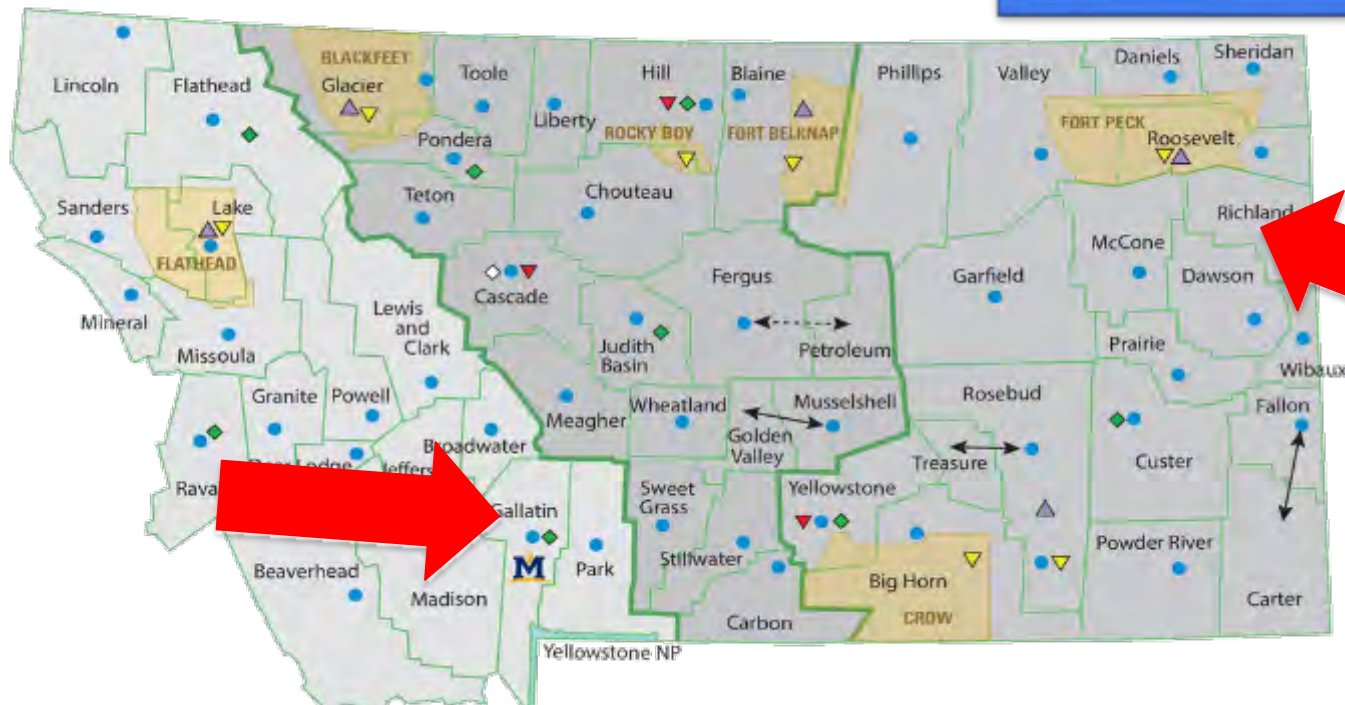 Daniels
Sheridan
BLACKFEET
Toole
Hill
Blaine
Phillips
Valley
Lincoln
Flathead
Glacier
Liberty
ROCKY BOY
FORT BELKNAP
FORT PECK
Roosevelt
Pondera
Teton
Chouteau
Sanders
Lake
FLATHEAD
Richland
McCone
Dawson
Garfield
Fergus
Cascade
Mineral
Missoula
Lewis
and
Clark
Judith
Basin
Petroleum
Prairie
Wibaux
Granite
Powell
Meagher
Wheatland
Musselshell
Rosebud
Fallon
Broadwater
Golden
Valley
Treasure
Custer
Rava
Jeffers
Gallatin
Sweet
Grass
Yellowstone
Stillwater
Powder River
Beaverhead
M
Park
Madison
Big Horn
Carter
Carbon
CROW
Yellowstone NP